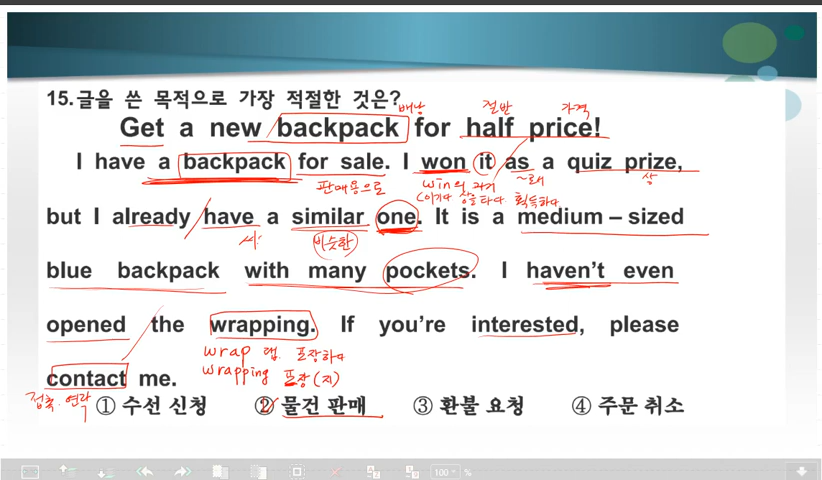 15. 글을 쓴 목적으로 가장 적절한 것은?
배낭 절반 가격
Get a new backpack for half price!
I have a backpack for sale. I won it as a quiz prize,
판매용으로 win의 과거 ~로서 상
(이기다 상을 타다 획득하다
but I already have a similar one. It is a medium – sized
비슷한
blue backpack with many pockets. I haven't even
opened the wrapping. If you're interested, please
wrap 랩. 포장하다
wrapping 포장(지)
contact me.
접촉. 연락
① 수선 신청 ② 물건 판매 ③ 환불 요청 ④ 주문 취소
100 %